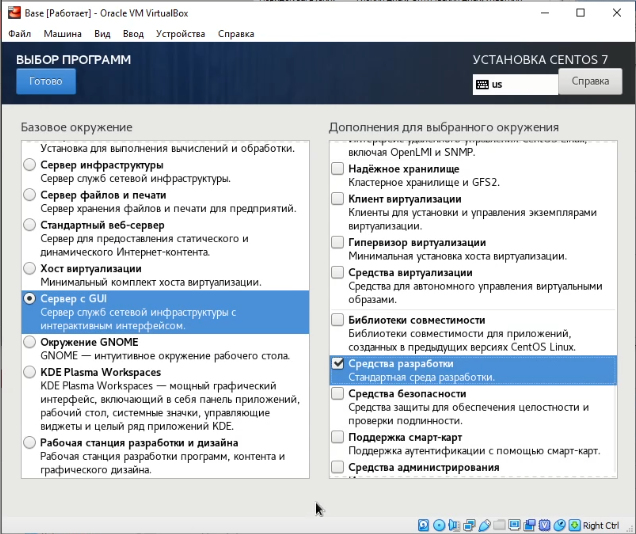 Base [Работает] - Oracle VM VirtualBox
Файл Машина Вид Ввод Устройства Справка
ВЫБОР ПРОГРАММ
Готово
УСТАНОВКА CENTOS 7
us
Справка
Базовое окружение
Установка для выполнения вычислений и обработки.
Сервер инфраструктуры
Сервер служб сетевой инфраструктуры.
Сервер файлов и печати
Сервер хранения файлов и печати для предприятий.
Стандартный веб-сервер
Сервер для предоставления статического и
динамического Интернет-контента.
Хост виртуализации
Минимальный комплект хоста виртуализации.
Сервер с GUI
Сервер служб сетевой инфраструктуры с
интерактивным интерфейсом.
Окружение GNOME
GNOME — интуитивное окружение рабочего стола.
KDE Plasma Workspaces
KDE Plasma Workspaces — мощный графический
интерфейс, включающий в себя панель приложений,
рабочий стол, системные значки, управляющие
виджеты и целый ряд приложений KDE.
Рабочая станция разработки и дизайна
Рабочая станция разработки программ, контента и
графического дизайна.
Дополнения для выбранного окружения
Интерфейс удаленного управления CentOS Linux,
включая OpenLMI и SNMP.
Надёжное хранилище
Кластерное хранилище и GFS2.
Клиент виртуализации
Клиенты для установки и управления экземплярами
виртуализации.
Гипервизор виртуализации
Минимальная установка хоста виртуализации.
Средства виртуализации
Средства для автономного управления виртуальными
образами.
Библиотеки совместимости
Библиотеки совместимости для приложений,
созданных в предыдущих версиях CentOS Linux.
Средства разработки
Стандартная среда разработки.
Средства безопасности
Средства защиты для обеспечения целостности и
проверки подлинности.
Поддержка смарт-карт
Поддержка аутентификации с помощью смарт-карт.
Средства администрирования
Right Ctrl